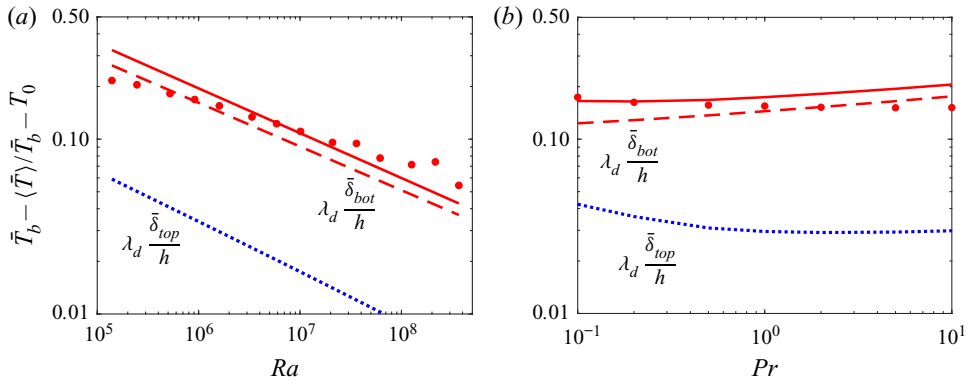 (a)
0.50
0.10
0.01
T̄_b – ⟨T̄⟩/T̄_b – T_0
λ_d δ̄_bot/h
λ_d δ̄_top/h
10^5 10^6 10^7 10^8
Ra
(b)
0.50
0.10
0.01
λ_d δ̄_bot/h
λ_d δ̄_top/h
10^−1 10^0 10^1
Pr